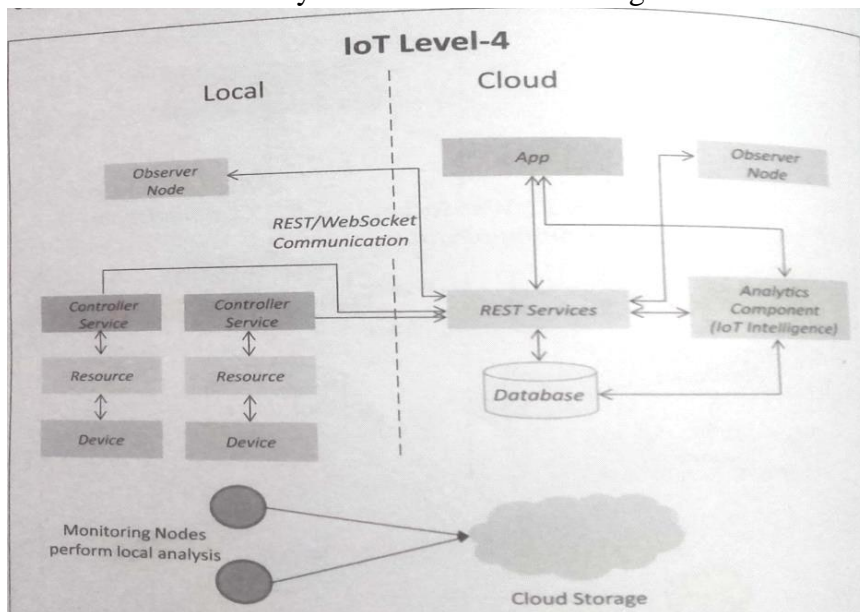 IoT Level-4
Local
Cloud
Observer
Node
App
Observer
Node
REST/WebSocket
Communication
Controller
Service
Controller
Service
REST Services
Analytics
Component
(IoT Intelligence)
Resource
Resource
Database
Device
Device
Monitoring Nodes
perform local analysis
Cloud Storage